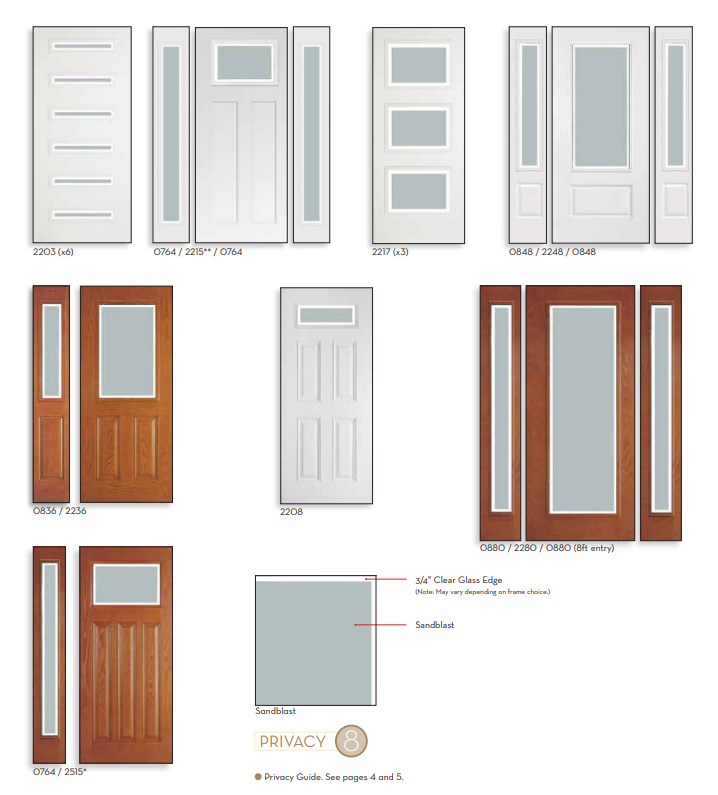 2203 (x6)
0764 / 2215** / 0764
2217 (x3)
0848 / 2248 / 0848
0836 / 2236
2208
0880 / 2280 / 0880 (8ft entry)
3/4" Clear Glass Edge
(Note: May vary depending on frame choice.)
Sandblast
Sandblast
PRIVACY 8
0764 / 2515*
Privacy Guide. See pages 4 and 5.